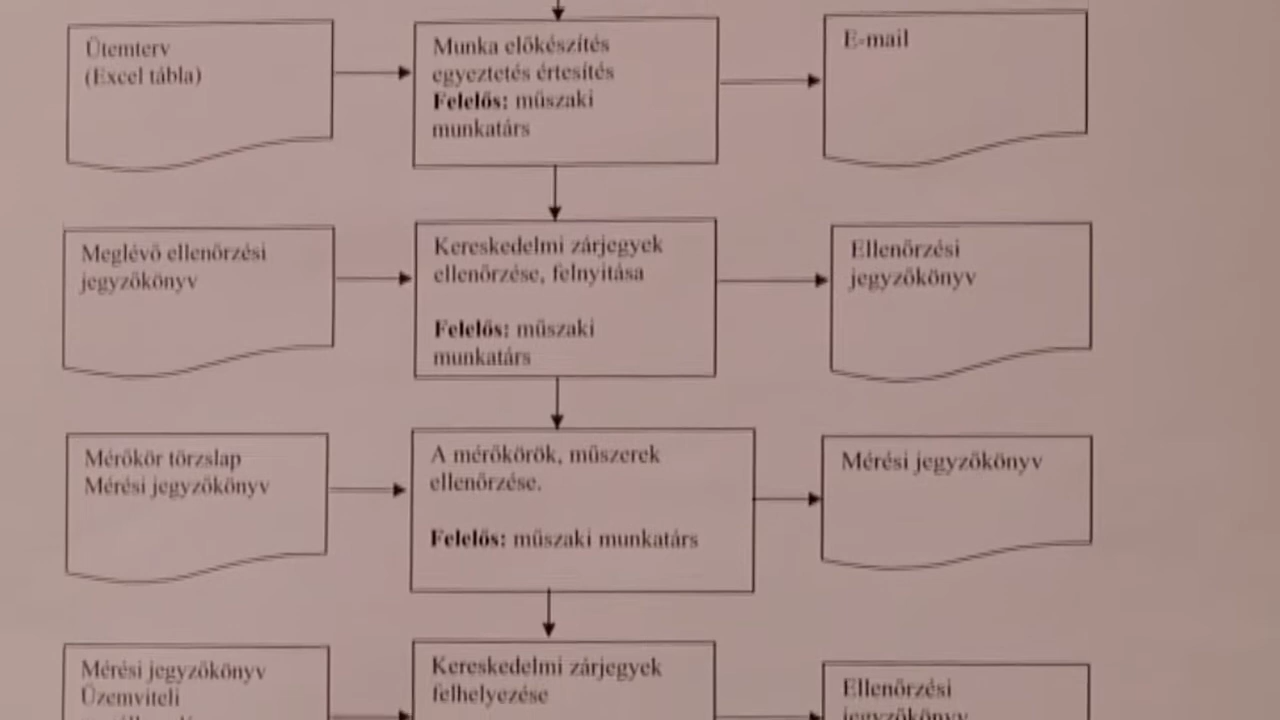 Ütemterv
(Excel tábla)
Munka előkészítés
egyeztetés értesítés
Felelős: műszaki
munkatárs
E-mail
Meglévő ellenőrzési
jegyzőkönyv
Kereskedelmi zárjegyek
ellenőrzése, felnyitása
Felelős: műszaki
munkatárs
Ellenőrzési
jegyzőkönyv
Mérőkör törzslap
Mérési jegyzőkönyv
A mérőkörök, műszerek
ellenőrzése.
Felelős: műszaki munkatárs
Mérési jegyzőkönyv
Mérési jegyzőkönyv
Üzemviteli
Kereskedelmi zárjegyek
felhelyezése
Ellenőrzési
jegyzőkönyv